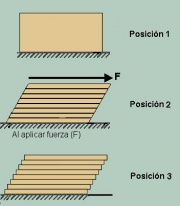 Posición 1
F
Posición 2
Al aplicar fuerza (F)
Posición 3